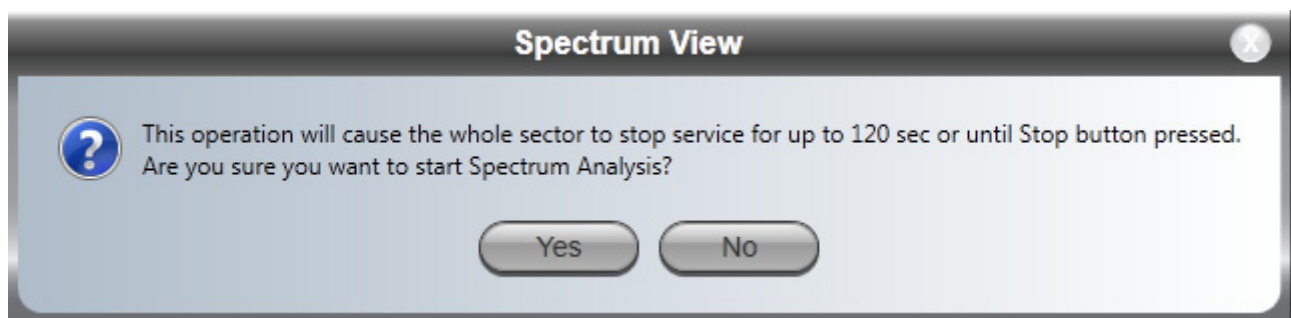 Spectrum View
X
?
This operation will cause the whole sector to stop service for up to 120 sec or until Stop button pressed.
Are you sure you want to start Spectrum Analysis?
Yes No